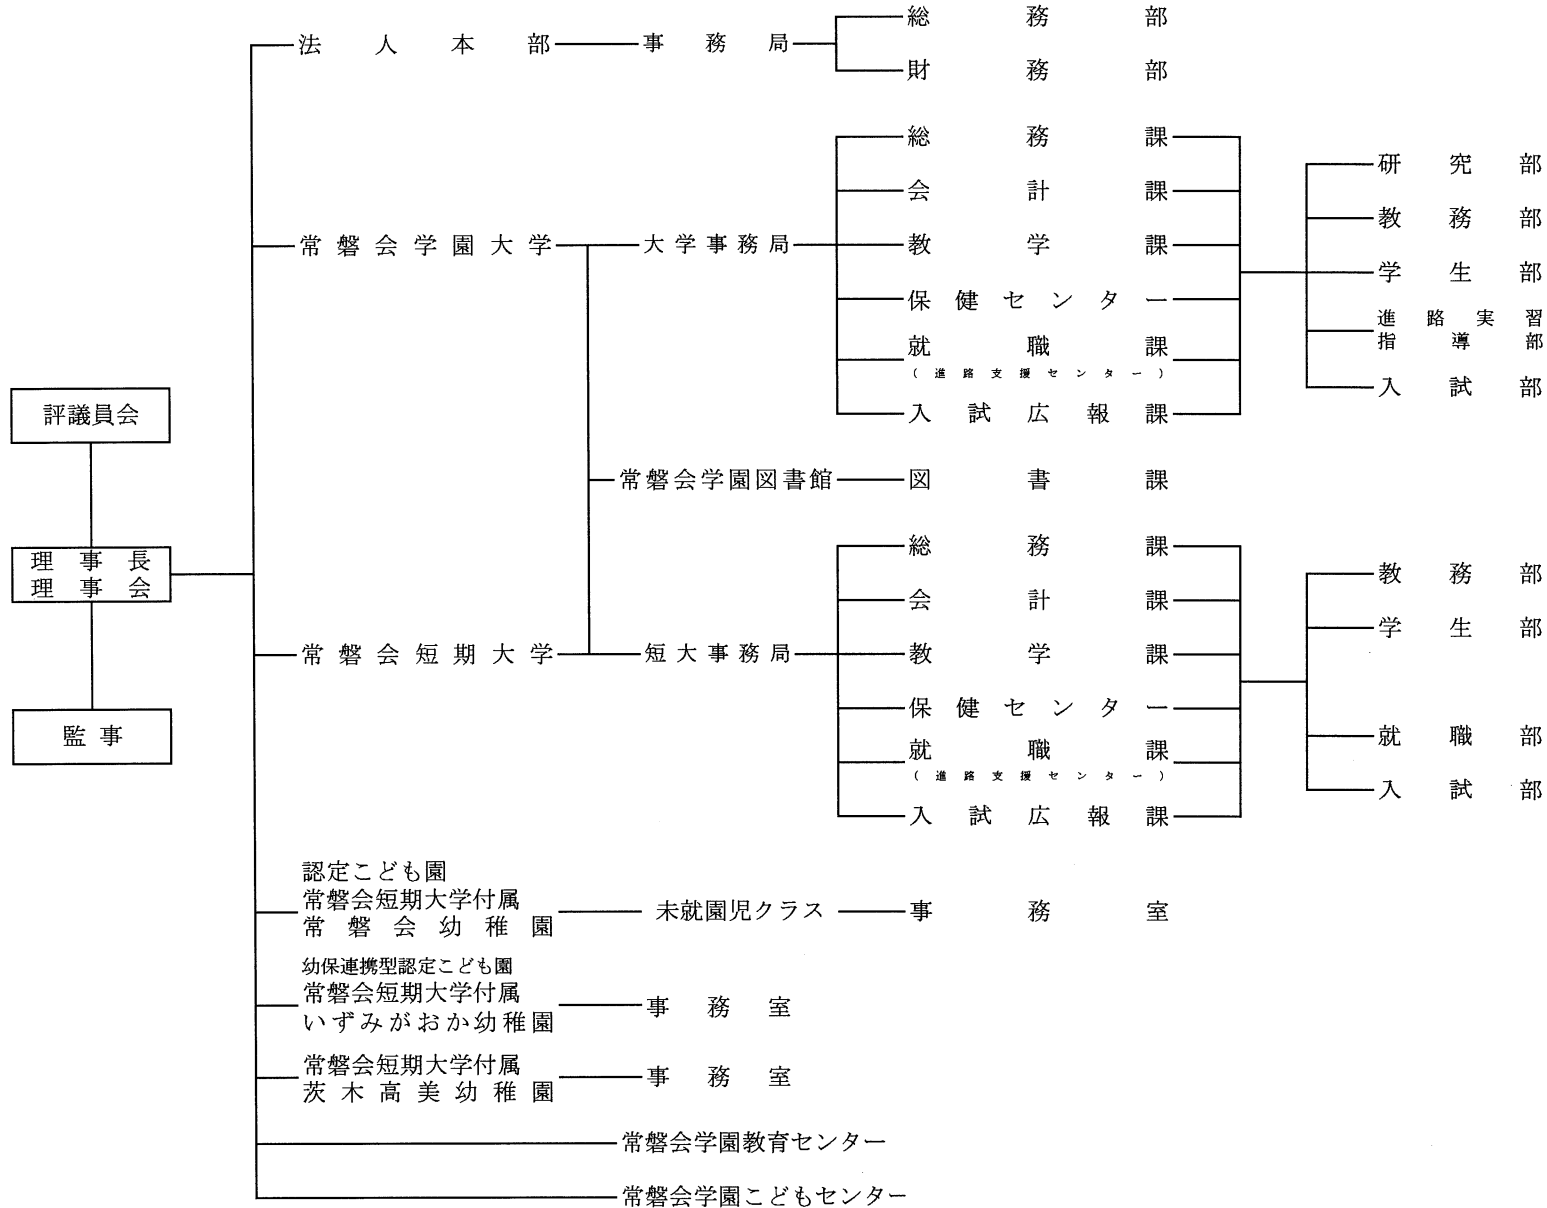 評議員会
理事長
理事会
監事
法人本部
事務局
総務部
財務部
常磐会学園大学
大学事務局
総務課
会計課
教学課
保健センター
就職課
(進路支援センター)
入試広報課
研究部
教務部
学生部
進路実習
指導部
入試部
常磐会学園図書館
図書課
常磐会短期大学
短大事務局
総務課
会計課
教学課
保健センター
就職課
(進路支援センター)
入試広報課
教務部
学生部
就職部
入試部
認定こども園
常磐会短期大学付属
常磐会幼稚園
未就園児クラス
事務室
幼保連携型認定こども園
常磐会短期大学付属
いずみがおか幼稚園
事務室
常磐会短期大学付属
茨木高美幼稚園
事務室
常磐会学園教育センター
常磐会学園こどもセンター